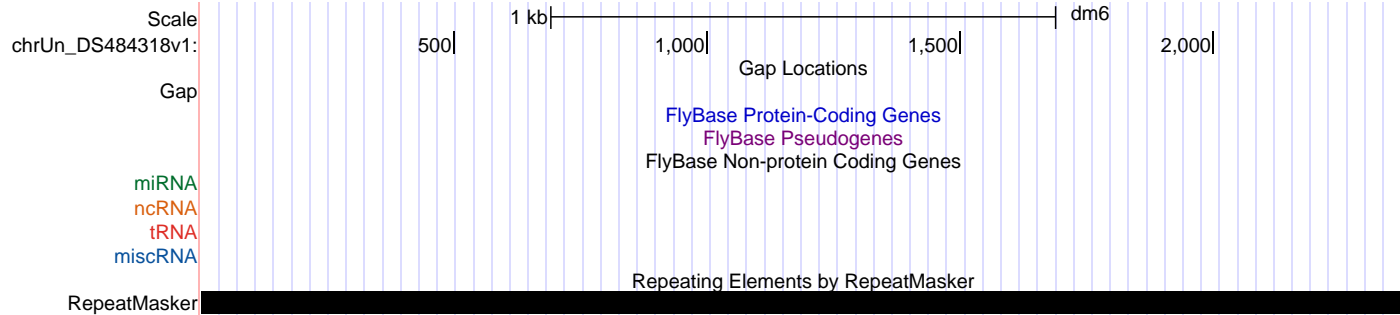 Scale 1 kb dm6
chrUn_DS484318v1: 500 1,000 1,500 2,000
Gap Locations
Gap
FlyBase Protein-Coding Genes
FlyBase Pseudogenes
FlyBase Non-protein Coding Genes
miRNA
ncRNA
tRNA
miscRNA
Repeating Elements by RepeatMasker
RepeatMasker